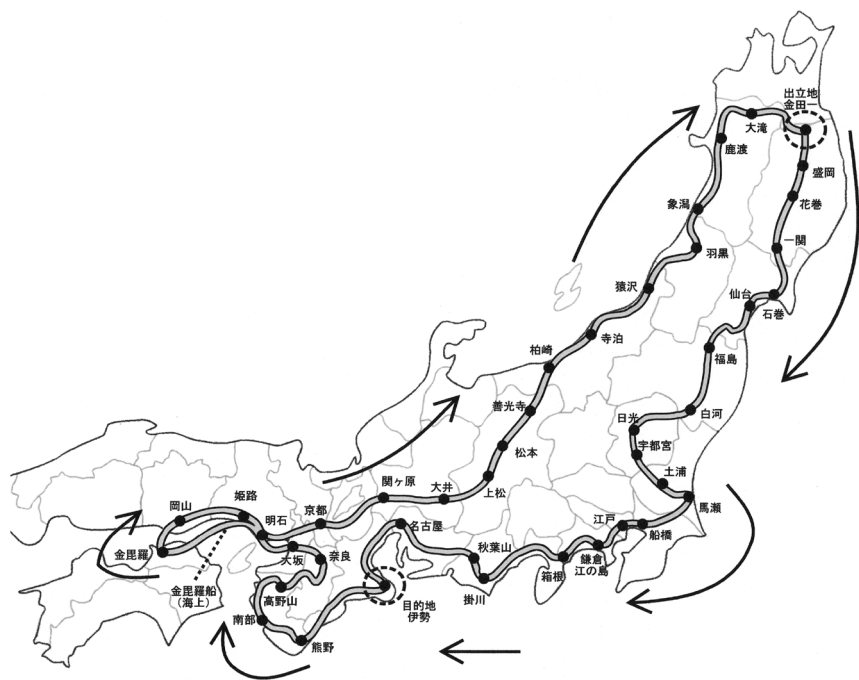 出立地
金田一
大滝
鹿渡
盛岡
象潟
花巻
羽黒
一関
猿沢
仙台
石巻
寺泊
柏崎
福島
善光寺
日光
白河
松本
宇都宮
土浦
関ヶ原
大井
上松
馬瀬
岡山
姫路
明石
京都
名古屋
江戸
船橋
金毘羅
大坂
奈良
秋葉山
箱根
鎌倉
江の島
金毘羅船
(海上)
高野山
掛川
目的地
伊勢
南部
熊野